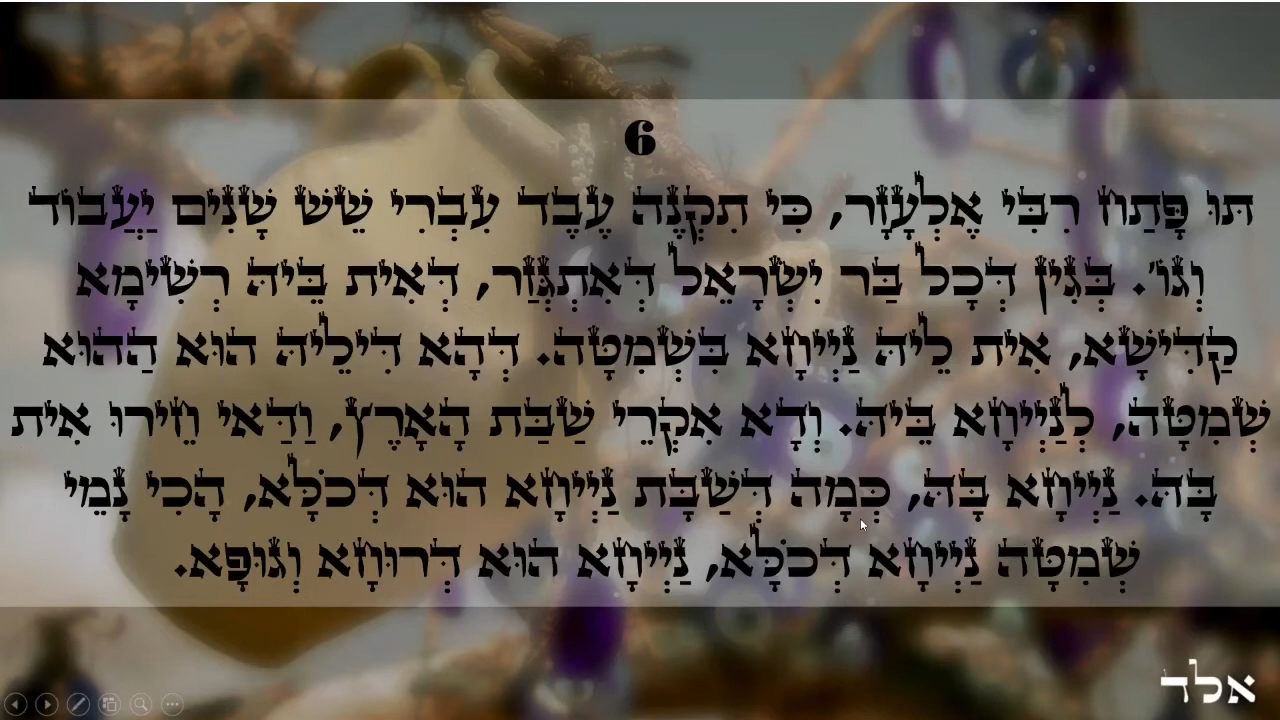 6
תּוּ פָּתַח רִבִּי אֶלְעָזָר, כִּי תִקְנֶה עֶבֶד עִבְרִי שֵׁשׁ שָׁנִים יַעֲבוֹד
וְגוֹ'. בְּגִין דְּכָל בַּר יִשְׂרָאֵל דְּאִתְגְּזַר, דְּאִית בֵּיהּ רְשִׁימָא
קַדִּישָׁא, אִית לֵיהּ נַיְיחָא בִּשְׁמִטָּה. דְּהָא דִּילֵיהּ הוּא הַהוּא
שְׁמִטָּה, לְנַיְיחָא בֵּיהּ. וְדָא אִקְרֵי שַׁבַּת הָאָרֶץ, וַדַּאי חֵירוּ אִית
בָּהּ. נַיְיחָא בָּהּ, כְּמָה דְּשַׁבָּת נַיְיחָא הוּא דְּכֹלָּא, הָכִי נָמֵי
שְׁמִטָּה נַיְיחָא דְּכֹלָּא, נַיְיחָא הוּא דְּרוּחָא וְגוּפָא.
אלד